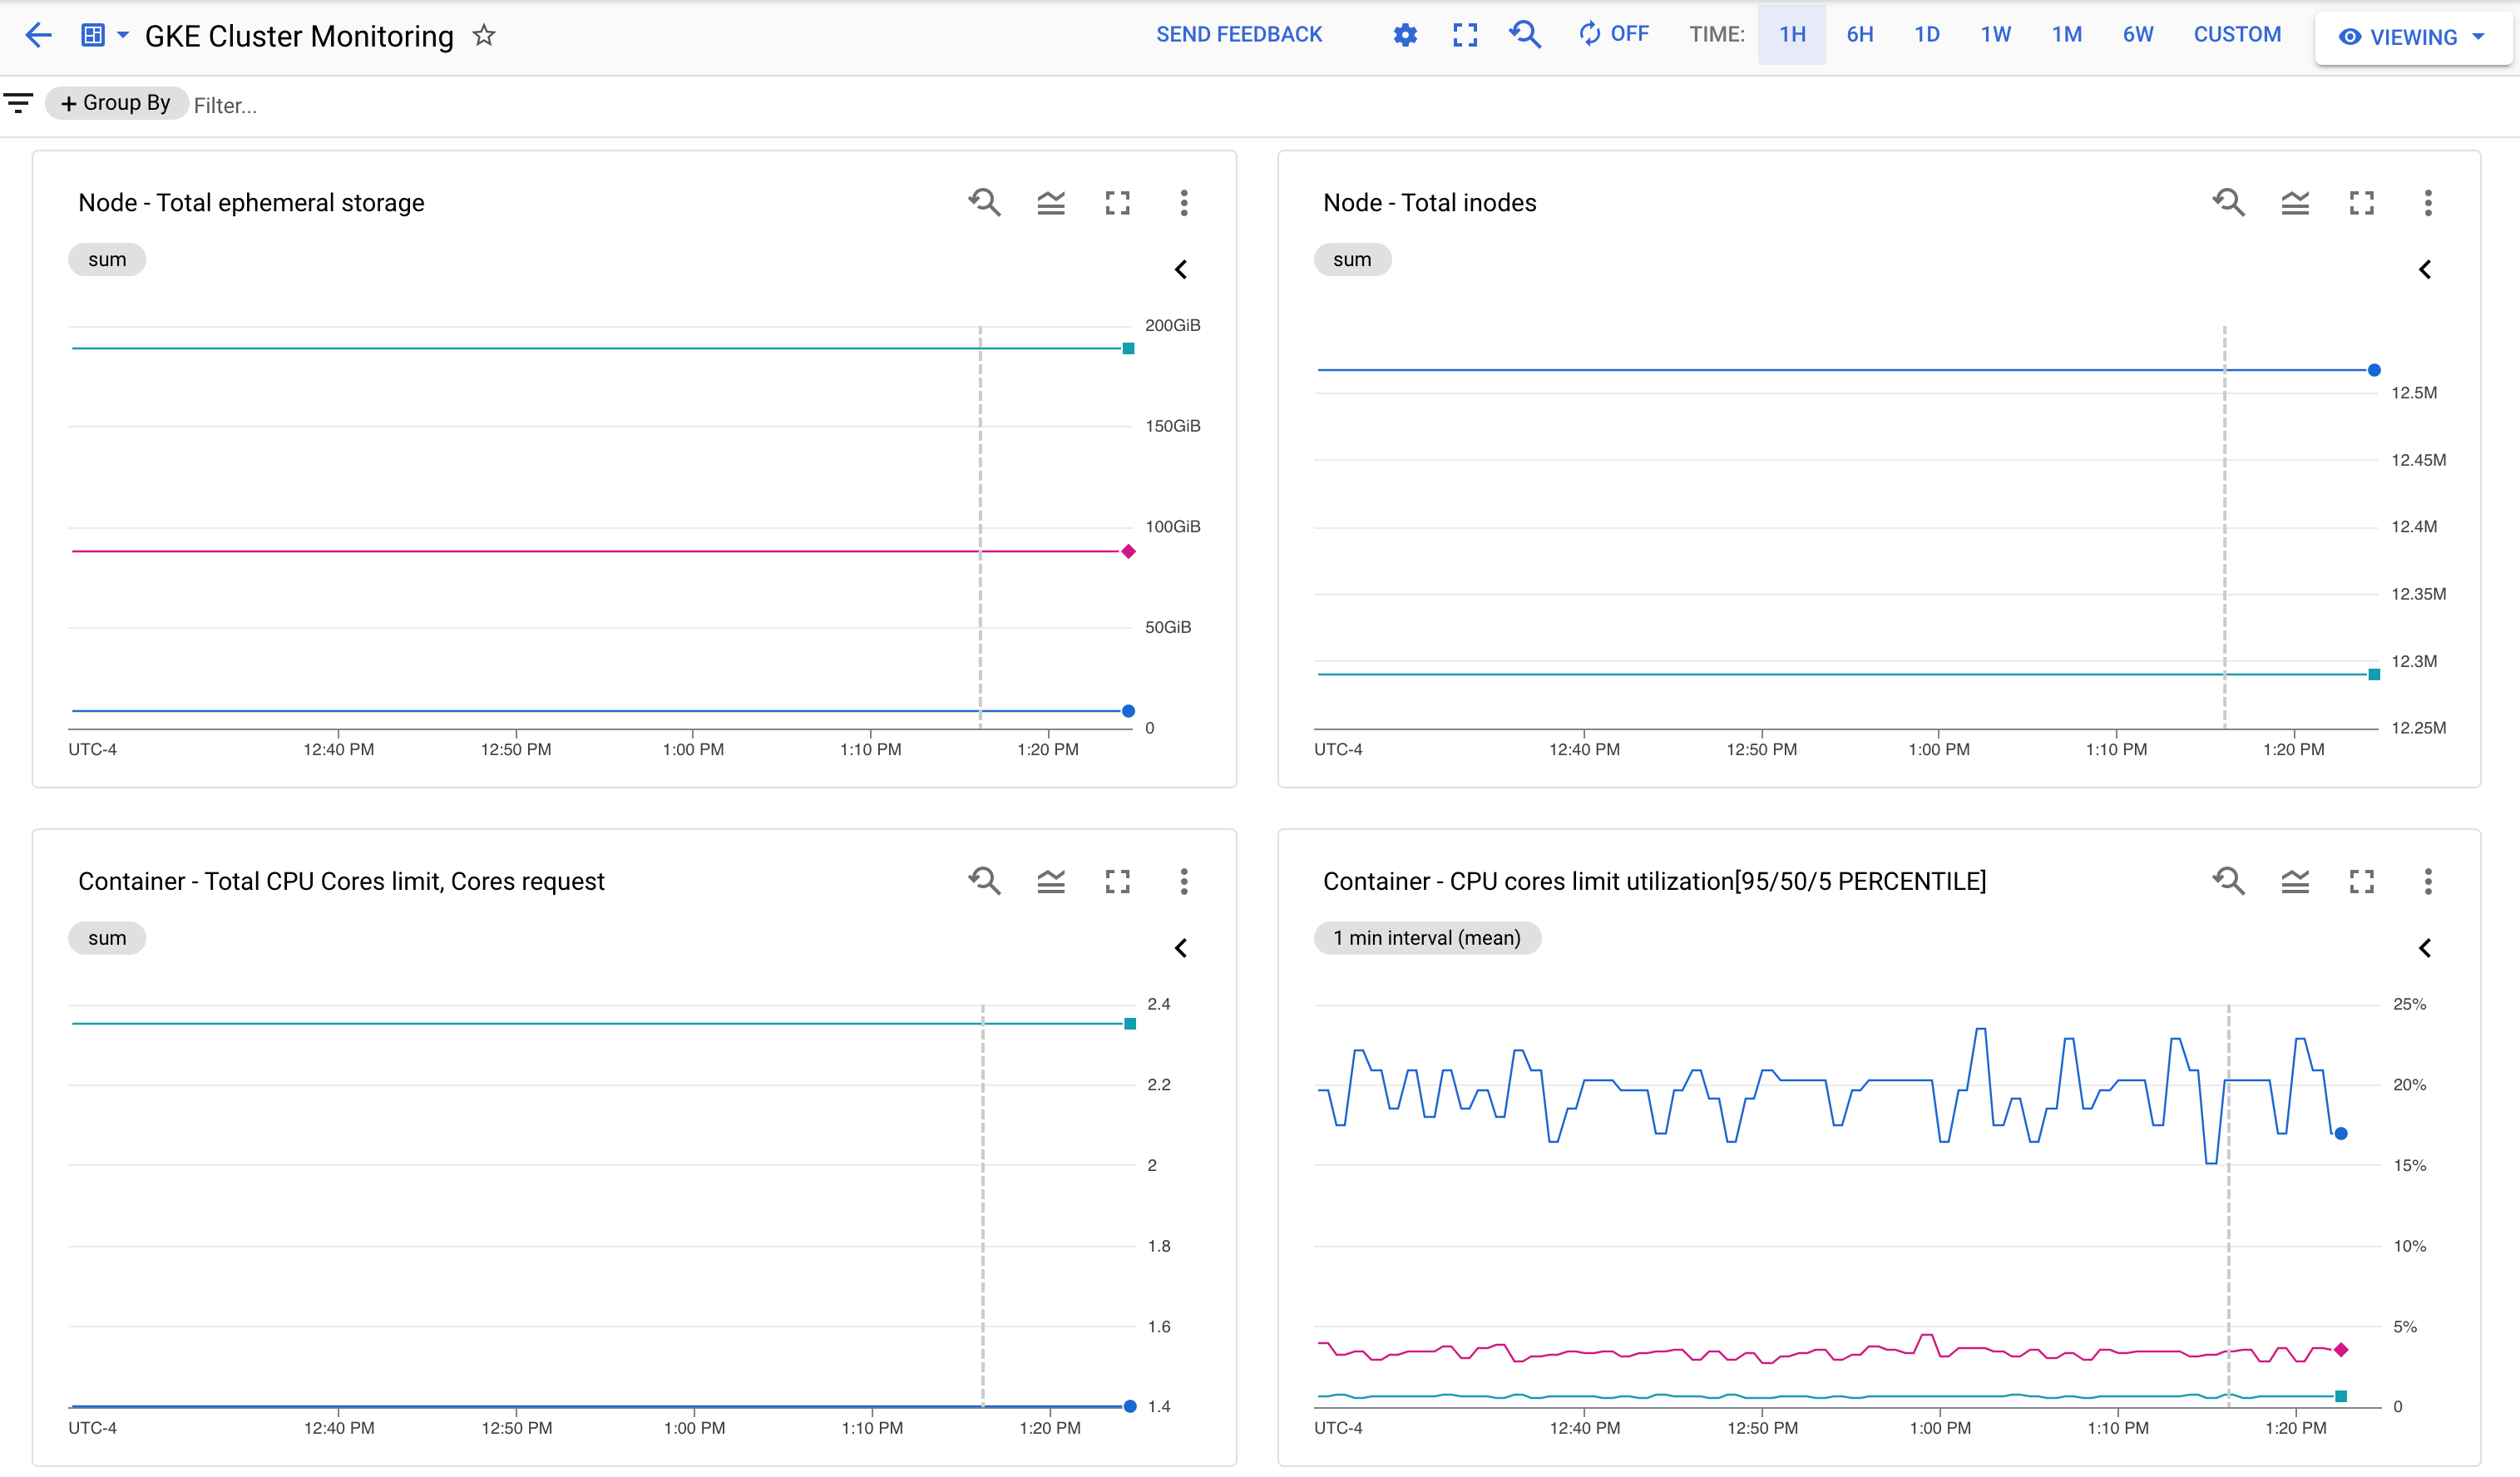 GKE Cluster Monitoring
SEND FEEDBACK
OFF
TIME: 1H 6H 1D 1W 1M 6W CUSTOM
VIEWING
+ Group By Filter...
Node - Total ephemeral storage
sum
200GiB
150GiB
100GiB
50GiB
0
UTC-4 12:40 PM 12:50 PM 1:00 PM 1:10 PM 1:20 PM
Node - Total inodes
sum
12.5M
12.45M
12.4M
12.35M
12.3M
12.25M
UTC-4 12:40 PM 12:50 PM 1:00 PM 1:10 PM 1:20 PM
Container - Total CPU Cores limit, Cores request
sum
2.4
2.2
2
1.8
1.6
1.4
UTC-4 12:40 PM 12:50 PM 1:00 PM 1:10 PM 1:20 PM
Container - CPU cores limit utilization[95/50/5 PERCENTILE]
1 min interval (mean)
25%
20%
15%
10%
5%
0
UTC-4 12:40 PM 12:50 PM 1:00 PM 1:10 PM 1:20 PM